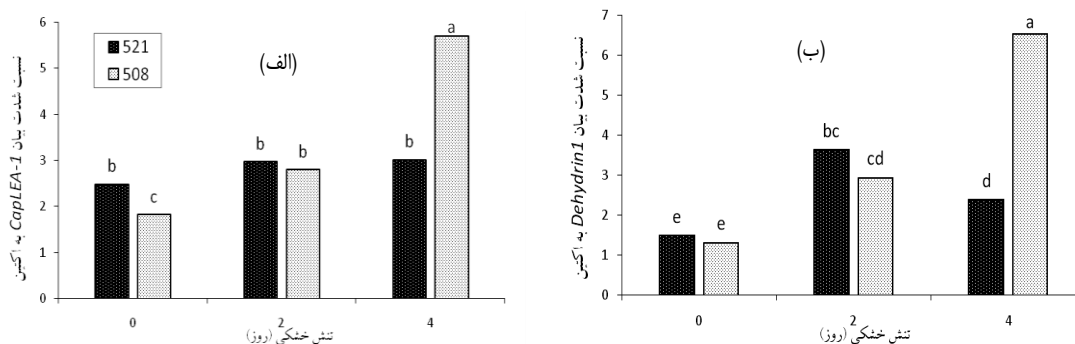 نسبت شدت بیان CapLEA-1 به اکتین
6
5
4
3
2
1
0
521
508
(الف)
b
c
b
b
b
a
0
2
4
تنش خشکی (روز)
نسبت شدت بیان Dehydrin1 به اکتین
7
6
5
4
3
2
1
0
(ب)
e
e
bc
cd
d
a
0
2
4
تنش خشکی (روز)